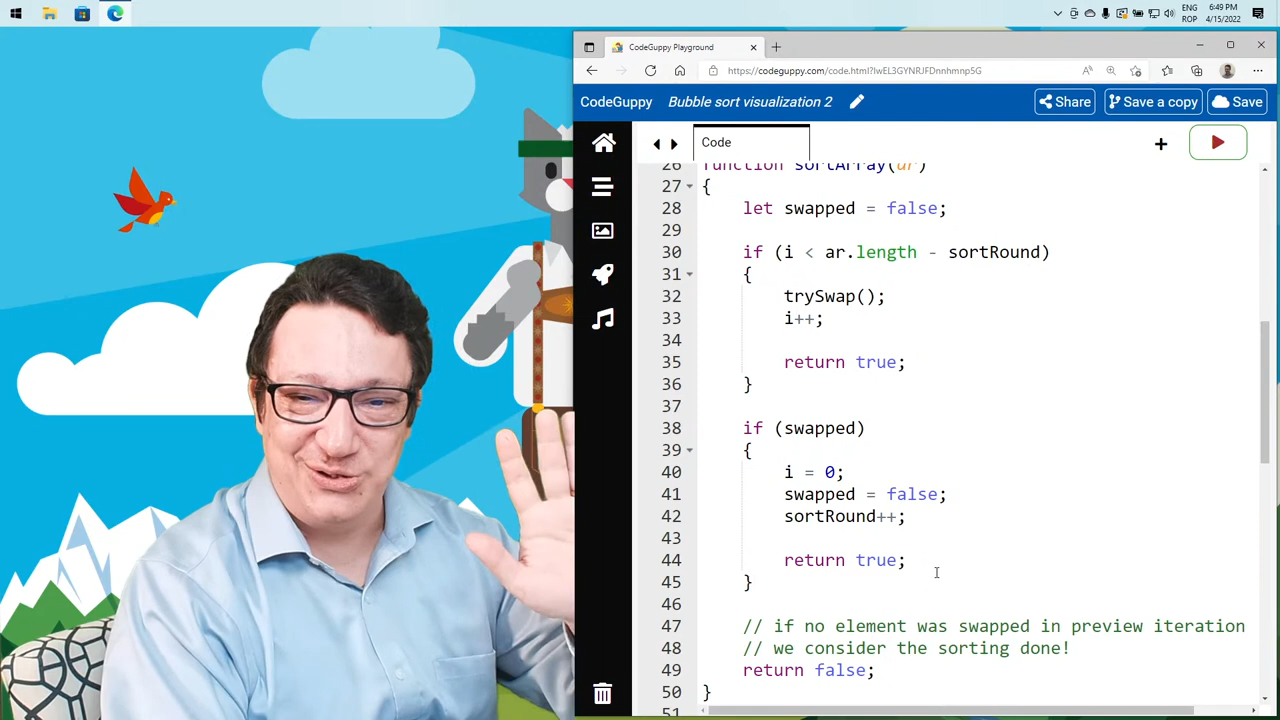 ENG
6:49 PM
ROP
4/15/2022
CodeGuppy Playground
https://codeguppy.com/code.html?lwEL3GYNRJFDnnhmnp5G
CodeGuppy
Bubble sort visualization 2
Share
Save a copy
Save
Code
26 function sortArray(ar)
27 {
28 let swapped = false;
29
30 if (i < ar.length - sortRound)
31 {
32 trySwap();
33 i++;
34
35 return true;
36 }
37
38 if (swapped)
39 {
40 i = 0;
41 swapped = false;
42 sortRound++;
43
44 return true;
45 }
46
47 // if no element was swapped in preview iteration
48 // we consider the sorting done!
49 return false;
50 }
51